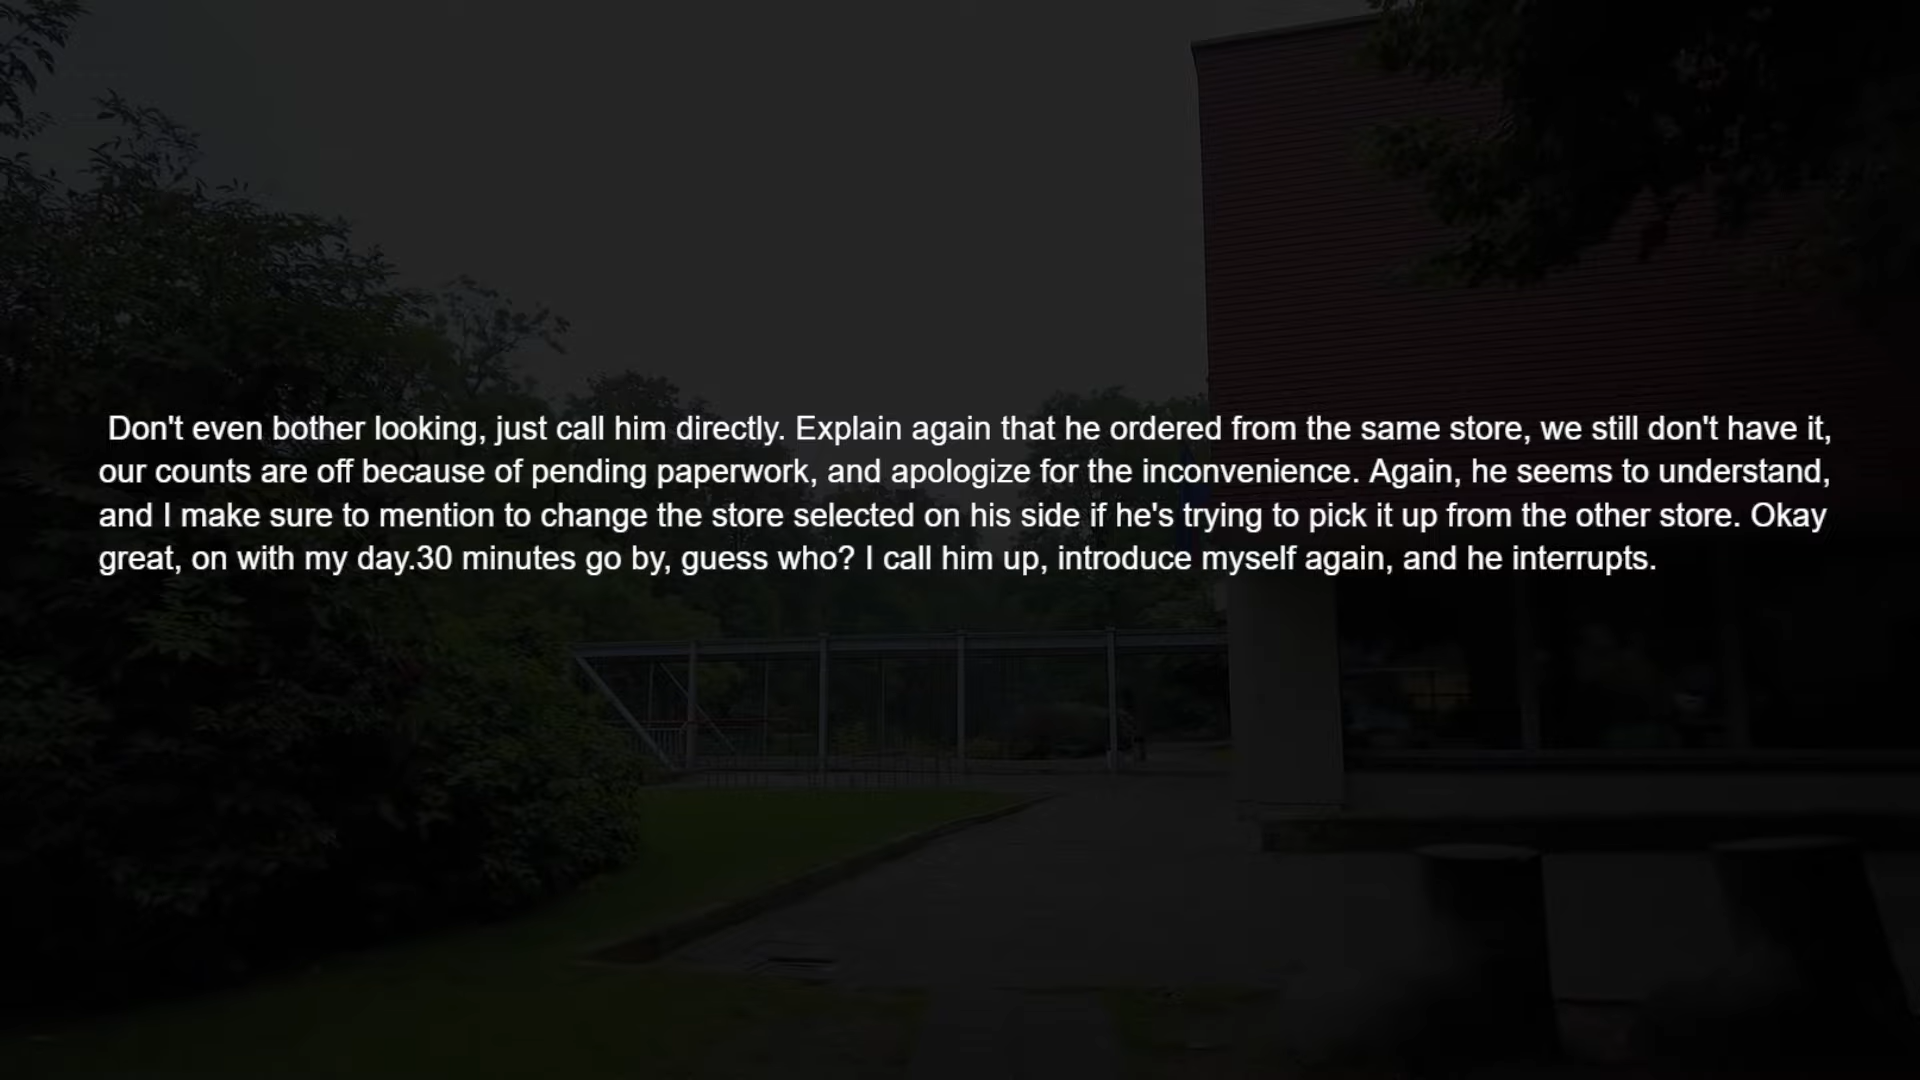 Don't even bother looking, just call him directly. Explain again that he ordered from the same store, we still don't have it,
our counts are off because of pending paperwork, and apologize for the inconvenience. Again, he seems to understand,
and I make sure to mention to change the store selected on his side if he's trying to pick it up from the other store. Okay
great, on with my day.30 minutes go by, guess who? I call him up, introduce myself again, and he interrupts.